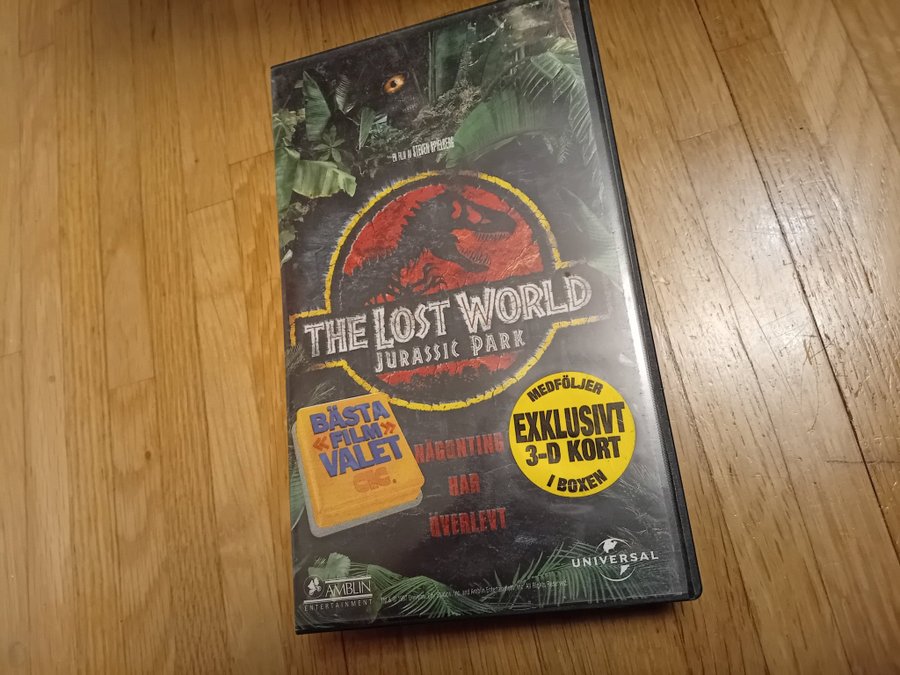 EN FILM AV STEVEN SPIELBERG
THE LOST WORLD
JURASSIC PARK
BÄSTA
«FILM»
VALET
CIC.
NÅGONTING
HAR
ÖVERLEVT
MEDFÖLJER
EXKLUSIVT
3-D KORT
I BOXEN
UNIVERSAL
AMBLIN
ENTERTAINMENT